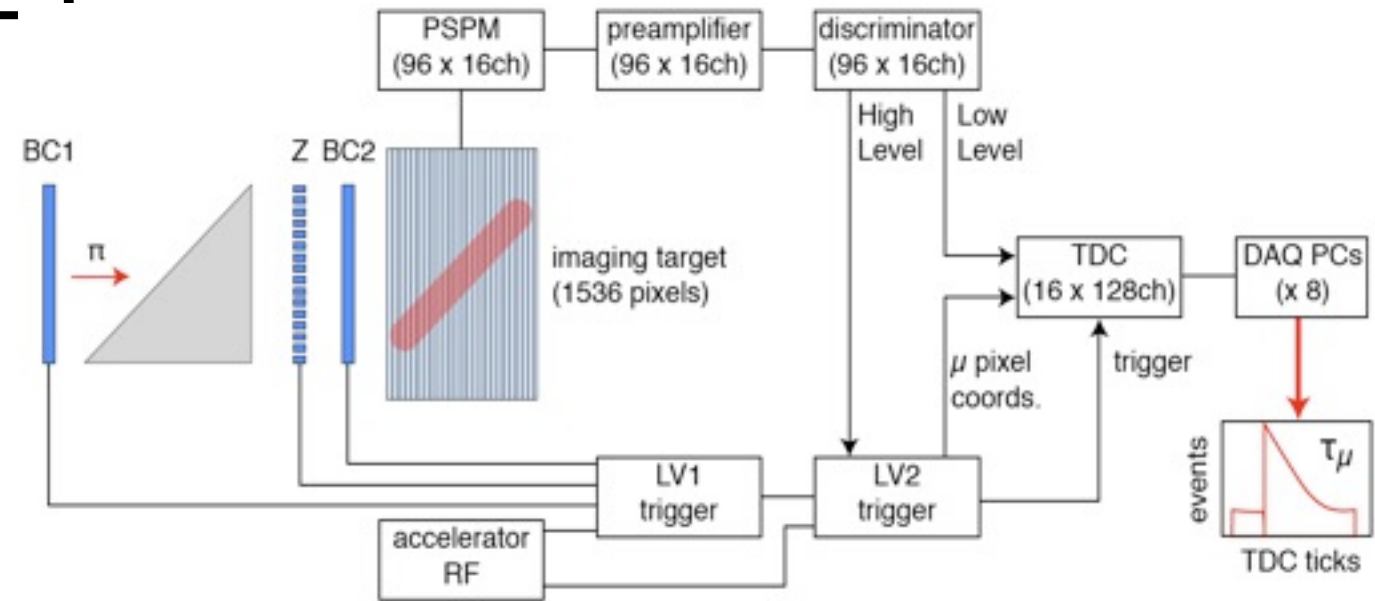 PSPM
(96 x 16ch)
preamplifier
(96 x 16ch)
discriminator
(96 x 16ch)
High
Level
Low
Level
BC1
Z
BC2
π
imaging target
(1536 pixels)
TDC
(16 x 128ch)
DAQ PCs
(x 8)
μ pixel
coords.
trigger
LV1
trigger
LV2
trigger
accelerator
RF
events
τμ
TDC ticks